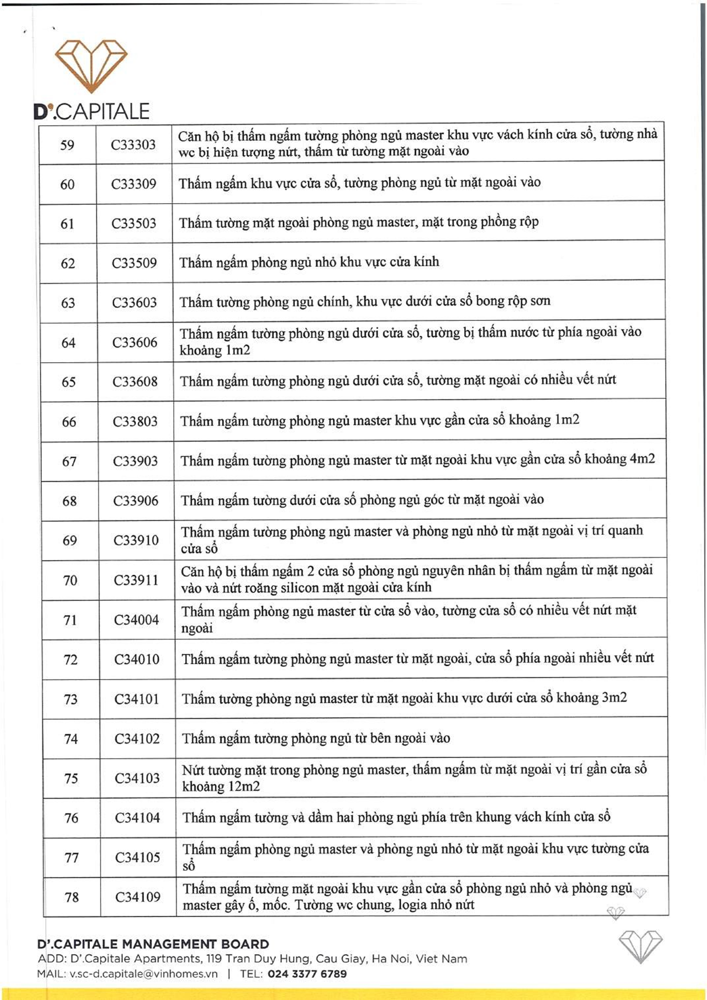 D'.CAPITALE
59 C33303 Căn hộ bị thấm ngấm tường phòng ngủ master khu vực vách kính cửa sổ, tường nhà
wc bị hiện tượng nứt, thấm từ tường mặt ngoài vào
60 C33309 Thấm ngấm khu vực cửa sổ, tường phòng ngủ từ mặt ngoài vào
61 C33503 Thấm tường mặt ngoài phòng ngủ master, mặt trong phồng rộp
62 C33509 Thấm ngấm phòng ngủ nhỏ khu vực cửa kính
63 C33603 Thấm tường phòng ngủ chính, khu vực dưới cửa sổ bong rộp sơn
64 C33606 Thấm ngấm tường phòng ngủ dưới cửa sổ, tường bị thấm nước từ phía ngoài vào
khoảng 1m2
65 C33608 Thấm ngấm tường phòng ngủ dưới cửa sổ, tường mặt ngoài có nhiều vết nứt
66 C33803 Thấm ngấm tường phòng ngủ master khu vực gần cửa sổ khoảng 1m2
67 C33903 Thấm ngấm tường phòng ngủ master từ mặt ngoài khu vực gần cửa sổ khoảng 4m2
68 C33906 Thấm ngấm tường dưới cửa số phòng ngủ góc từ mặt ngoài vào
69 C33910 Thấm ngấm tường phòng ngủ master và phòng ngủ nhỏ từ mặt ngoài vị trí quanh
cửa sổ
70 C33911 Căn hộ bị thấm ngấm 2 cửa sổ phòng ngủ nguyên nhân bị thấm ngấm từ mặt ngoài
vào và nứt roăng silicon mặt ngoài cửa kính
71 C34004 Thấm ngấm phòng ngủ master từ cửa sổ vào, tường cửa sổ có nhiều vết nứt mặt
ngoài
72 C34010 Thấm ngấm tường phòng ngủ master từ mặt ngoài, cửa sổ phía ngoài nhiều vết nứt
73 C34101 Thấm tường phòng ngủ master từ mặt ngoài khu vực dưới cửa sổ khoảng 3m2
74 C34102 Thấm ngấm tường phòng ngủ từ bên ngoài vào
75 C34103 Nứt tường mặt trong phòng ngủ master, thấm ngấm từ mặt ngoài vị trí gần cửa sổ
khoảng 12m2
76 C34104 Thấm ngấm tường và dầm hai phòng ngủ phía trên khung vách kính cửa sổ
77 C34105 Thấm ngấm phòng ngủ master và phòng ngủ nhỏ từ mặt ngoài khu vực tường cửa
sổ
78 C34109 Thấm ngấm tường mặt ngoài khu vực gần cửa sổ phòng ngủ nhỏ và phòng ngủ
master gây ố, mốc. Tường wc chung, logia nhỏ nứt
D'.CAPITALE MANAGEMENT BOARD
ADD: D'.Capitale Apartments, 119 Tran Duy Hung, Cau Giay, Ha Noi, Viet Nam
MAIL: v.sc-d.capitale@vinhomes.vn | TEL: 024 3377 6789